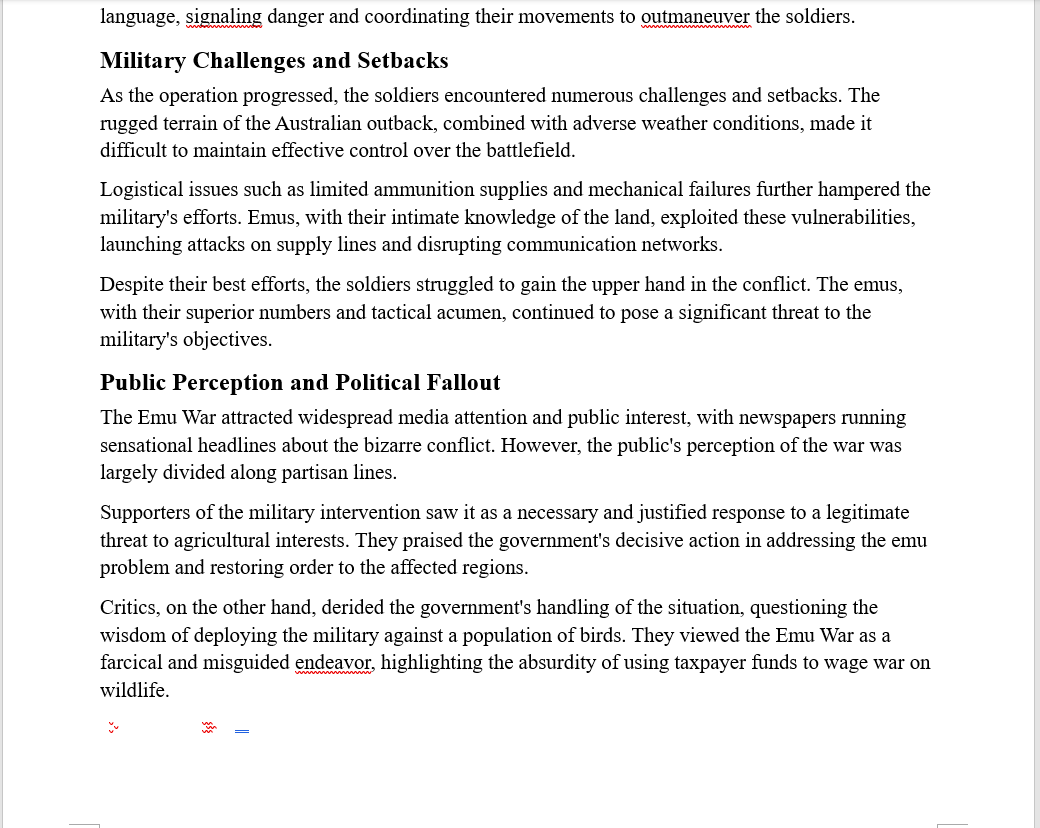 language, signaling danger and coordinating their movements to outmaneuver the soldiers.
Military Challenges and Setbacks
As the operation progressed, the soldiers encountered numerous challenges and setbacks. The
rugged terrain of the Australian outback, combined with adverse weather conditions, made it
difficult to maintain effective control over the battlefield.
Logistical issues such as limited ammunition supplies and mechanical failures further hampered the
military's efforts. Emus, with their intimate knowledge of the land, exploited these vulnerabilities,
launching attacks on supply lines and disrupting communication networks.
Despite their best efforts, the soldiers struggled to gain the upper hand in the conflict. The emus,
with their superior numbers and tactical acumen, continued to pose a significant threat to the
military's objectives.
Public Perception and Political Fallout
The Emu War attracted widespread media attention and public interest, with newspapers running
sensational headlines about the bizarre conflict. However, the public's perception of the war was
largely divided along partisan lines.
Supporters of the military intervention saw it as a necessary and justified response to a legitimate
threat to agricultural interests. They praised the government's decisive action in addressing the emu
problem and restoring order to the affected regions.
Critics, on the other hand, derided the government's handling of the situation, questioning the
wisdom of deploying the military against a population of birds. They viewed the Emu War as a
farcical and misguided endeavor, highlighting the absurdity of using taxpayer funds to wage war on
wildlife.